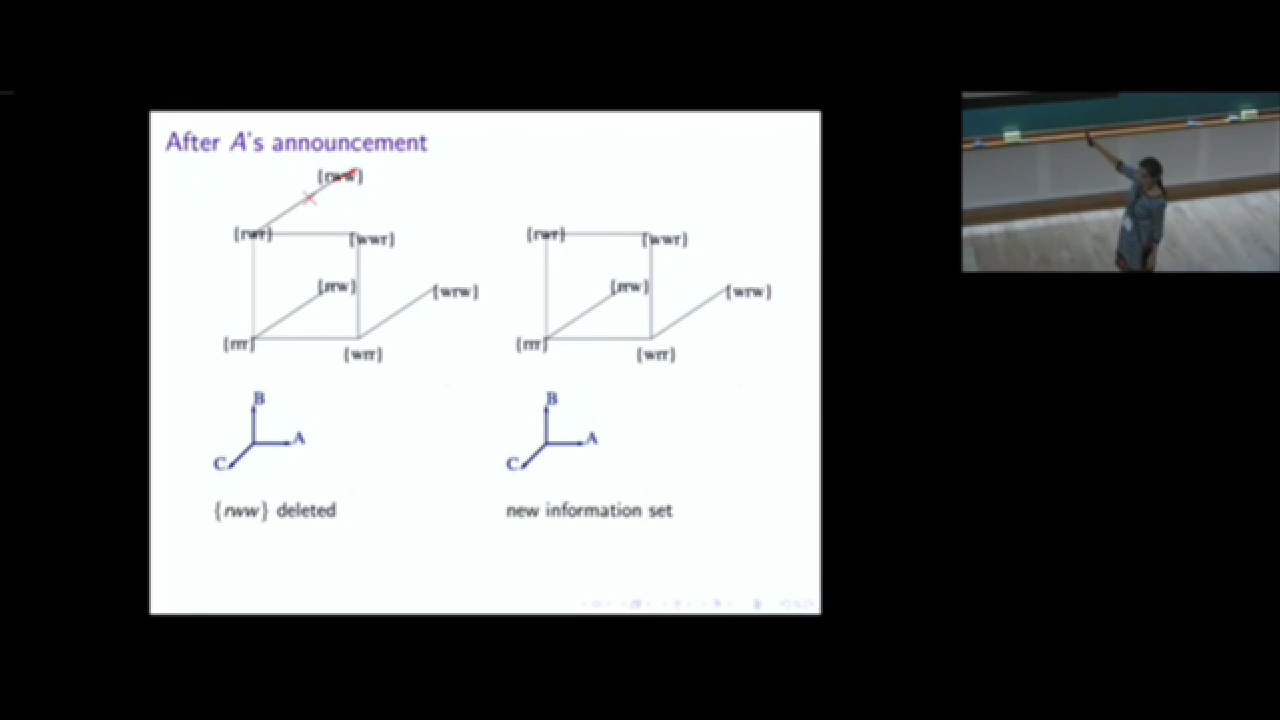 After A's announcement
{rww}
{rwr} {wwr} {rwr} {wwr}
{rrw} {wrw} {rrw} {wrw}
{rrr} {wrr} {rrr} {wrr}
B B
A A
C C
{rww} deleted new information set